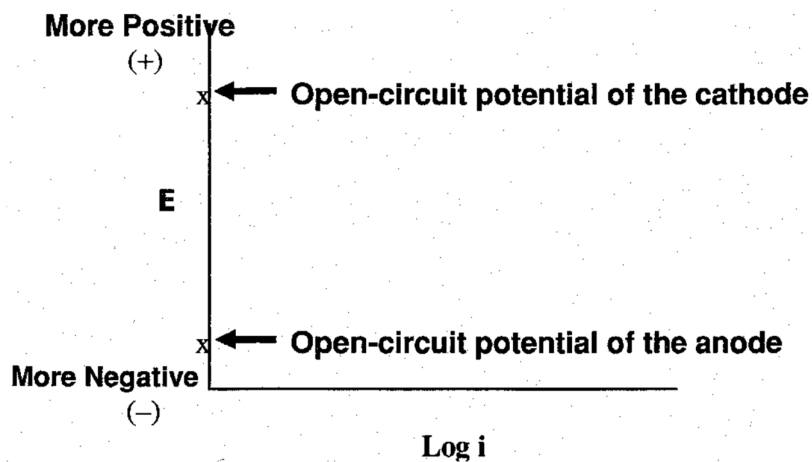 More Positive
(+)
x Open-circuit potential of the cathode
E
x Open-circuit potential of the anode
More Negative
(–)
Log i